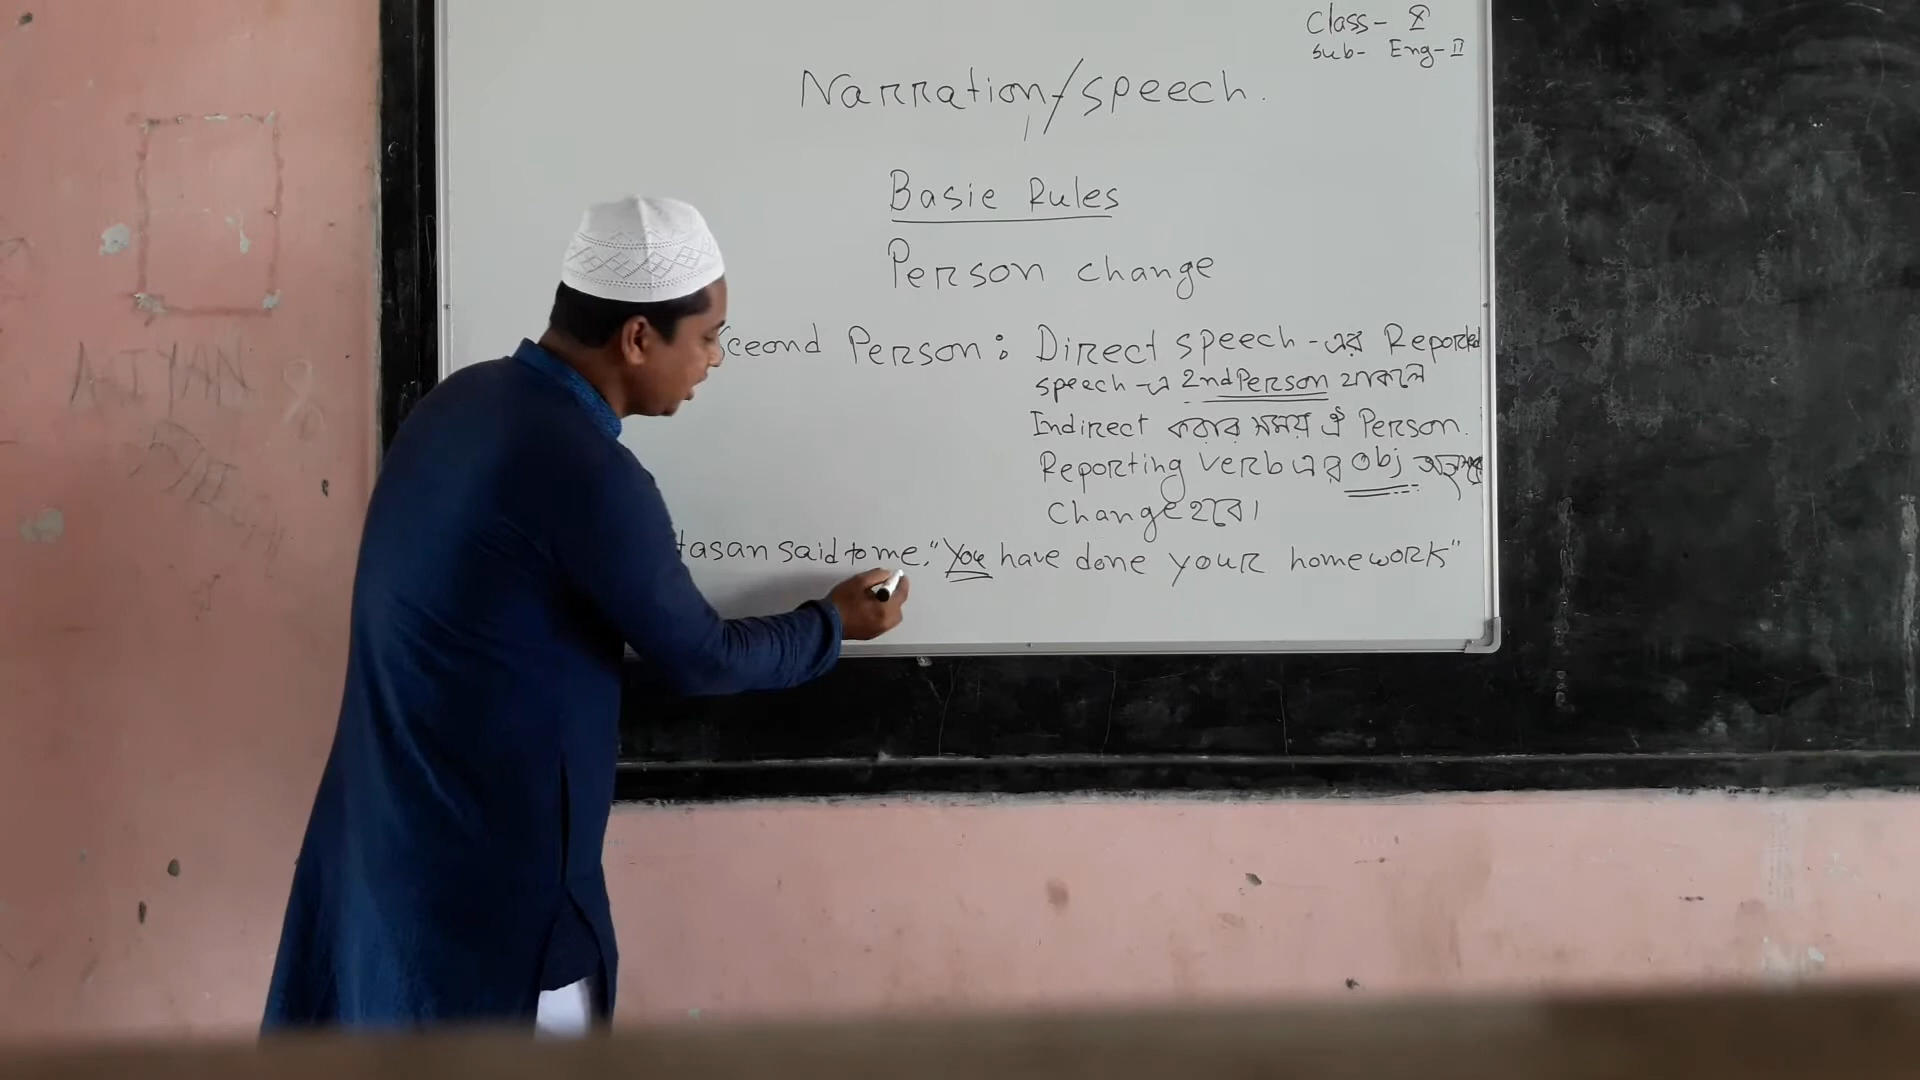 Class- X
Sub- Eng-II
Narration/speech.
Basic Rules
Person change
Second Person: Direct speech-এর Reported
speech-এ 2nd Person থাকলে
Indirect করার সময় ঐ Person.
Reporting verb এর Obj অনুসারে
Change হবে।
Hasan said to me, "You have done your homework"
AIYAN